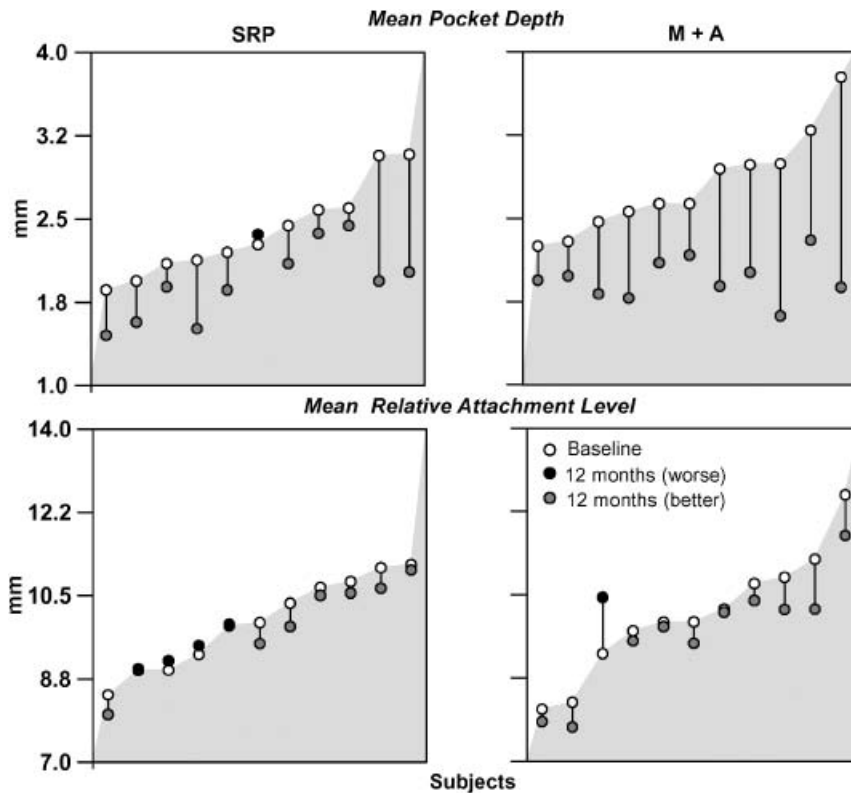 Mean Pocket Depth
SRP
M + A
4.0
3.2
2.5
1.8
1.0
mm
Mean Relative Attachment Level
14.0
12.2
10.5
8.8
7.0
mm
Baseline
12 months (worse)
12 months (better)
Subjects